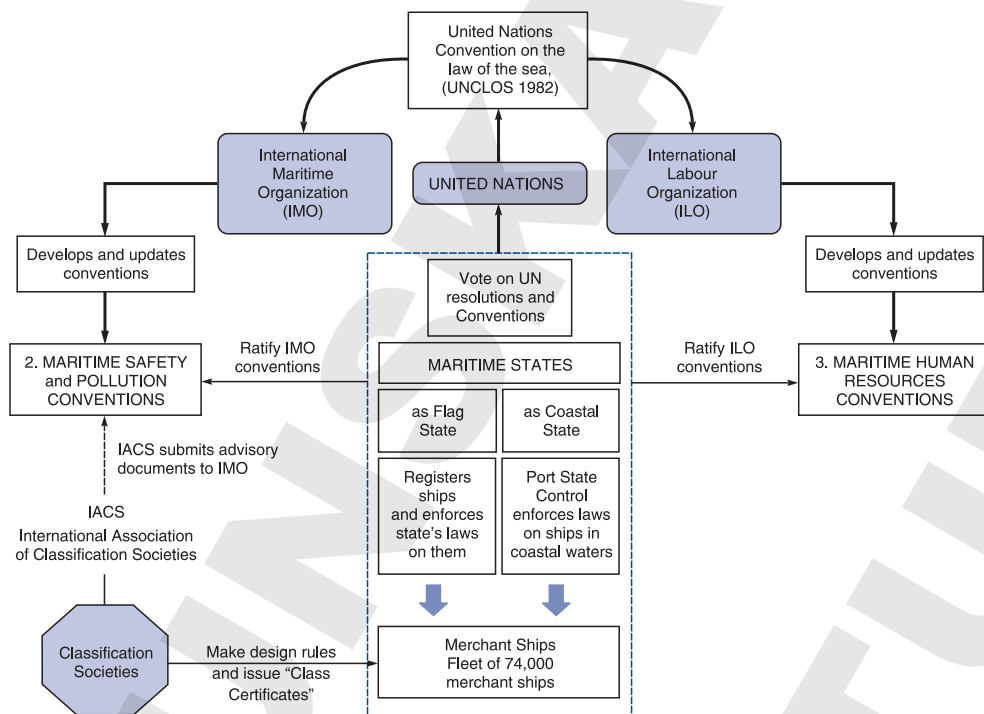 United Nations
Convention on the
law of the sea,
(UNCLOS 1982)
International
Maritime
Organization
(IMO)
UNITED NATIONS
International
Labour
Organization
(ILO)
Develops and updates
conventions
Vote on UN
resolutions and
Conventions
Develops and updates
conventions
2. MARITIME SAFETY
and POLLUTION
CONVENTIONS
Ratify IMO
conventions
MARITIME STATES
Ratify ILO
conventions
3. MARITIME HUMAN
RESOURCES
CONVENTIONS
as Flag
State
as Coastal
State
IACS submits advisory
documents to IMO
Registers
ships
and enforces
state's laws
on them
Port State
Control
enforces laws
on ships in
coastal waters
IACS
International Association
of Classification Societies
Classification
Societies
Make design rules
and issue “Class
Certificates”
Merchant Ships
Fleet of 74,000
merchant ships